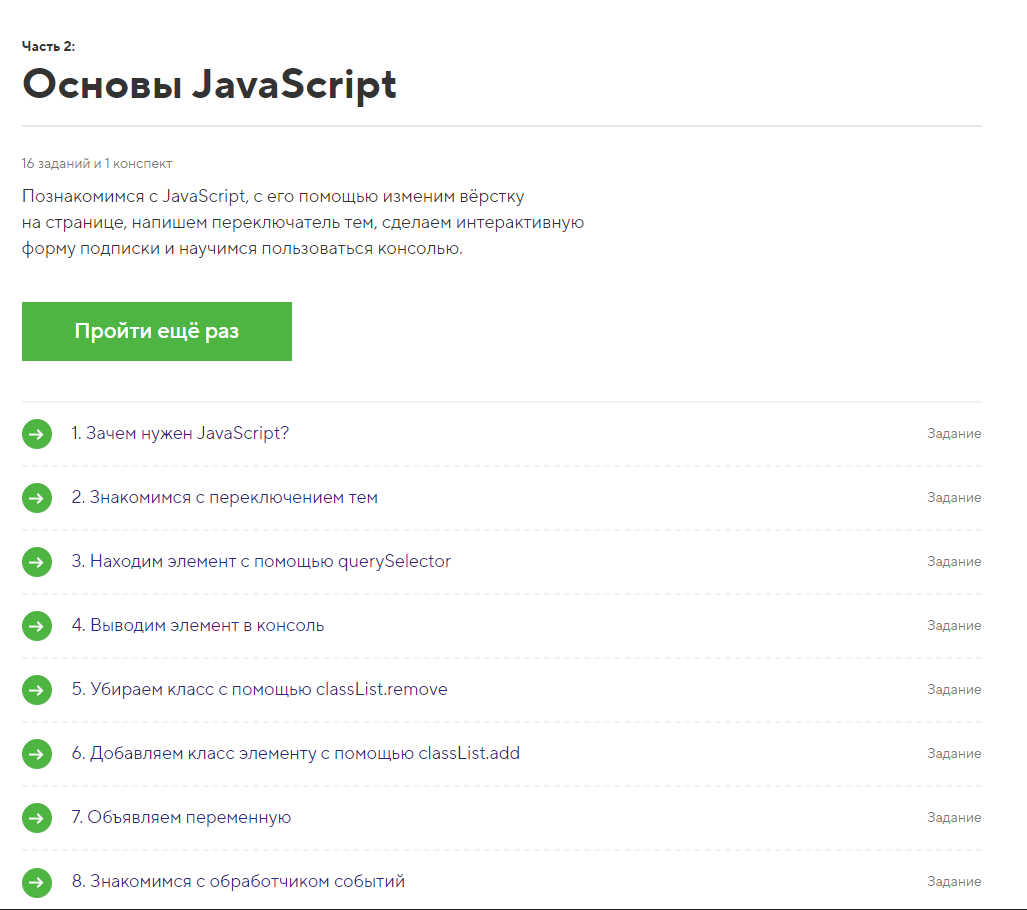 Часть 2:
Основы JavaScript
16 заданий и 1 конспект
Познакомимся с JavaScript, с его помощью изменим вёрстку
на странице, напишем переключатель тем, сделаем интерактивную
форму подписки и научимся пользоваться консолью.
Пройти ещё раз
1. Зачем нужен JavaScript? Задание
2. Знакомимся с переключением тем Задание
3. Находим элемент с помощью querySelector Задание
4. Выводим элемент в консоль Задание
5. Убираем класс с помощью classList.remove Задание
6. Добавляем класс элементу с помощью classList.add Задание
7. Объявляем переменную Задание
8. Знакомимся с обработчиком событий Задание